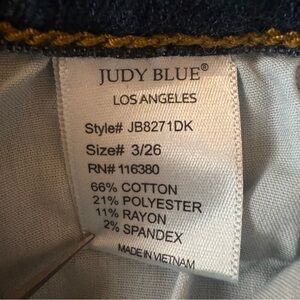 JUDY BLUE®
LOS ANGELES
Style# JB8271DK
Size# 3/26
RN# 116380
66% COTTON
21% POLYESTER
11% RAYON
2% SPANDEX
MADE IN VIETNAM